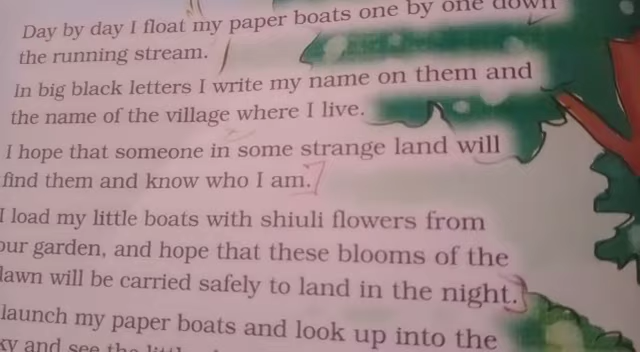 Day by day I float my paper boats one by one down
the running stream.
In big black letters I write my name on them and
the name of the village where I live.
I hope that someone in some strange land will
find them and know who I am.
I load my little boats with shiuli flowers from
our garden, and hope that these blooms of the
dawn will be carried safely to land in the night.
launch my paper boats and look up into the
and see the